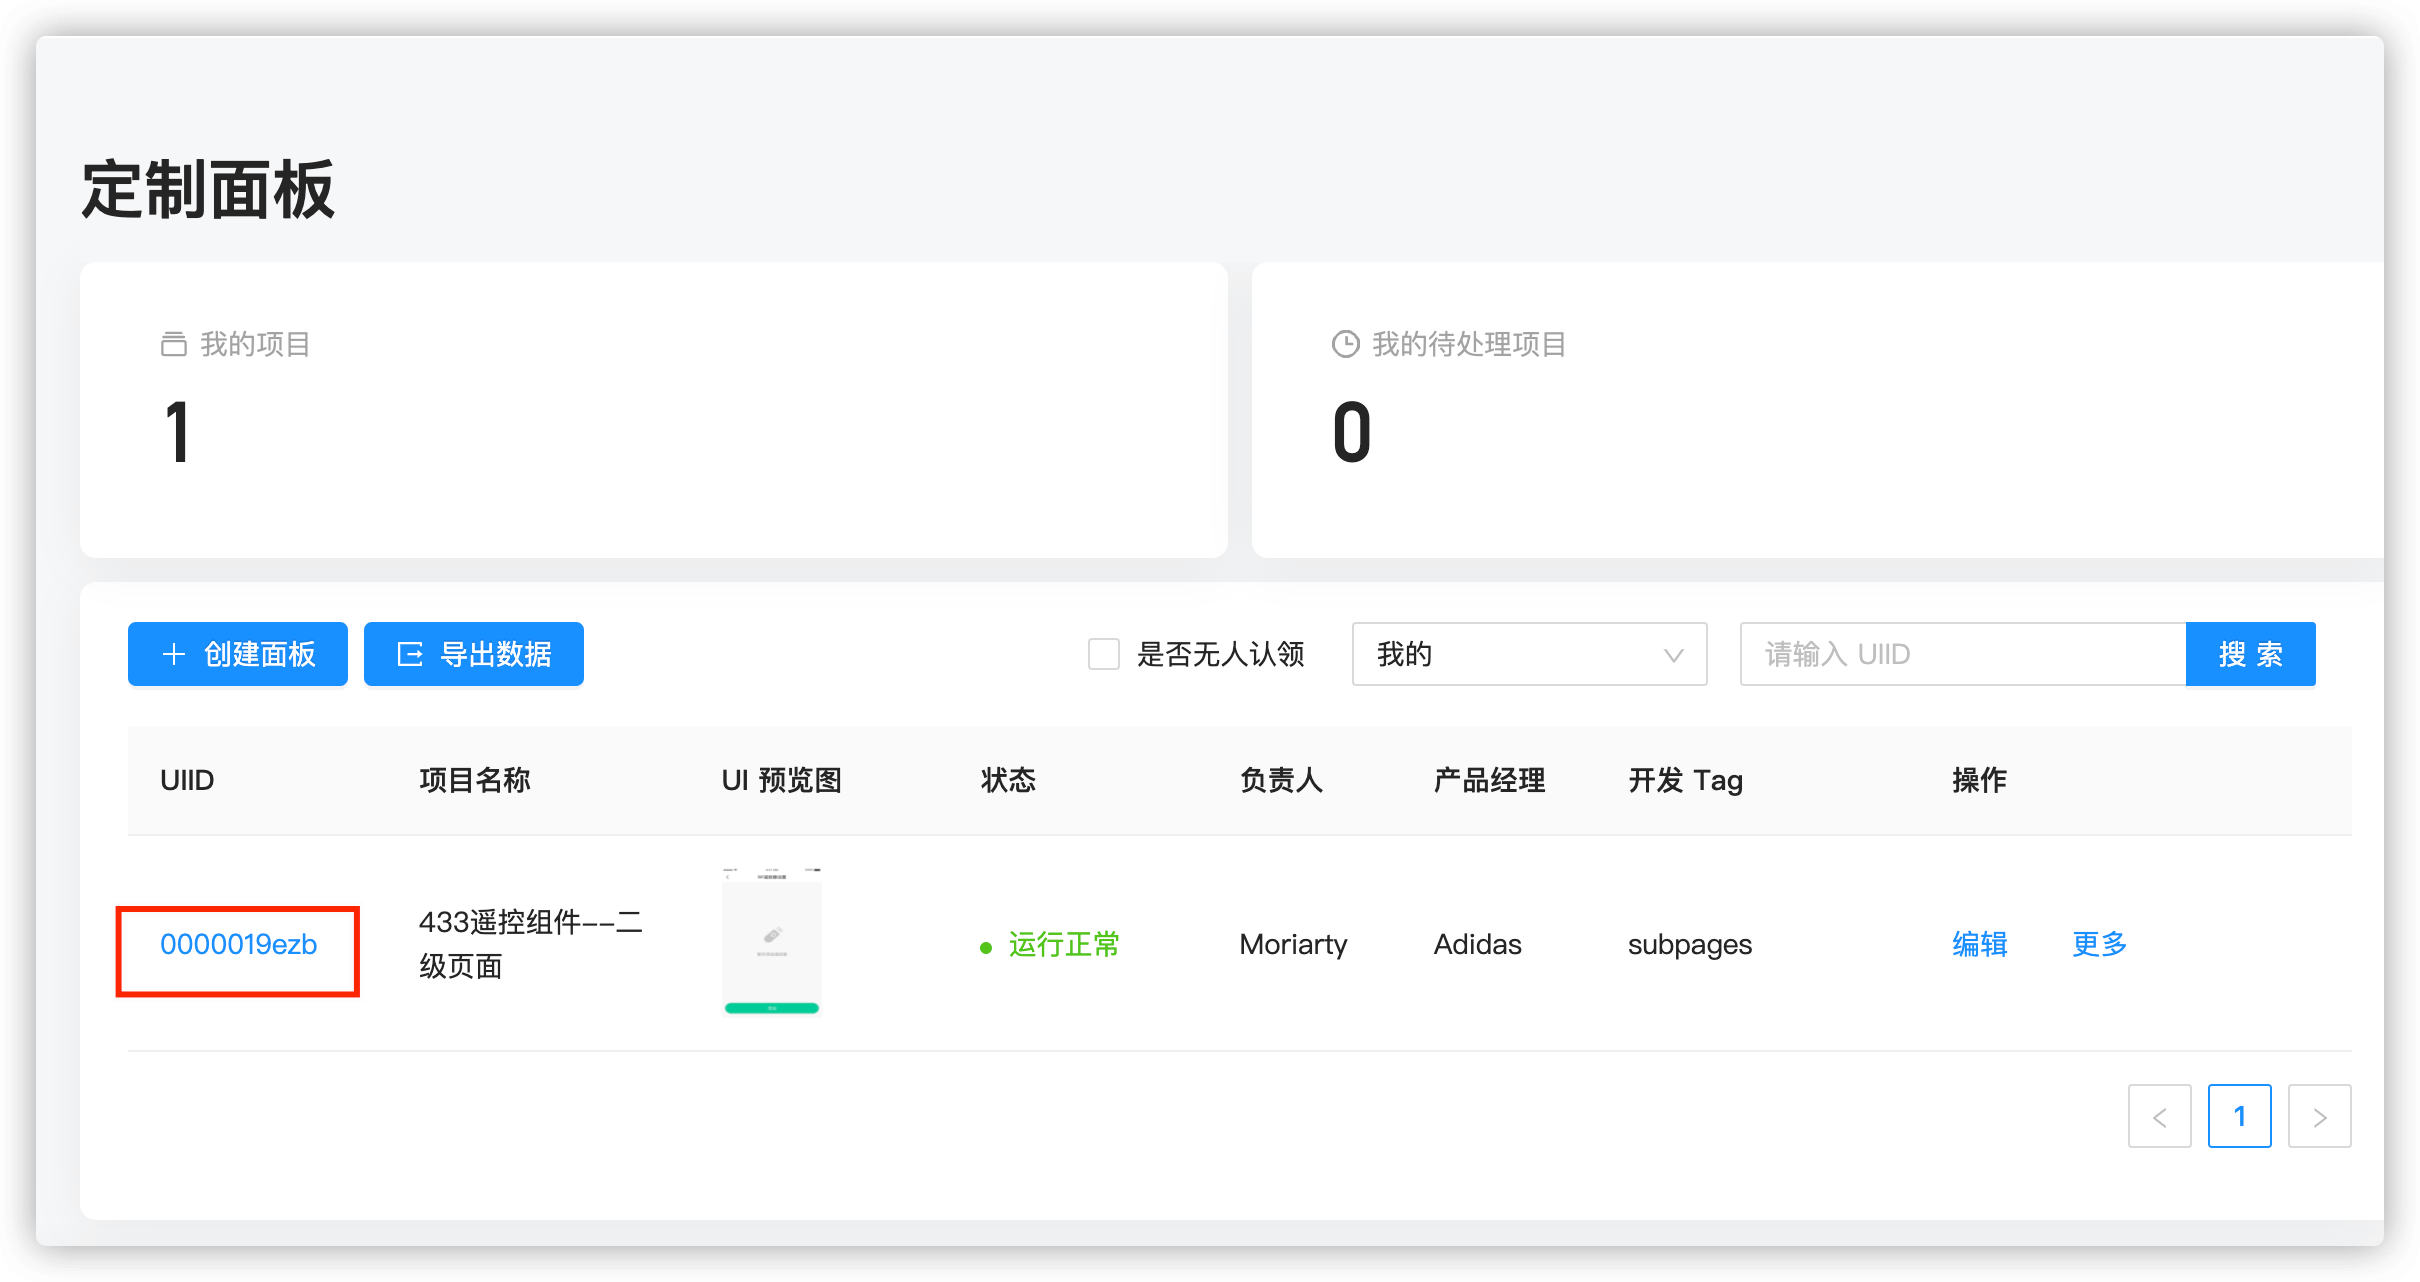 定制面板
我的项目
1
我的待处理项目
0
创建面板
导出数据
是否无人认领
我的
请输入 UIID
搜 索
UIID 项目名称 UI 预览图 状态 负责人 产品经理 开发 Tag 操作
0000019ezb 433遥控组件--二 运行正常 Moriarty Adidas subpages 编辑 更多
级页面
1